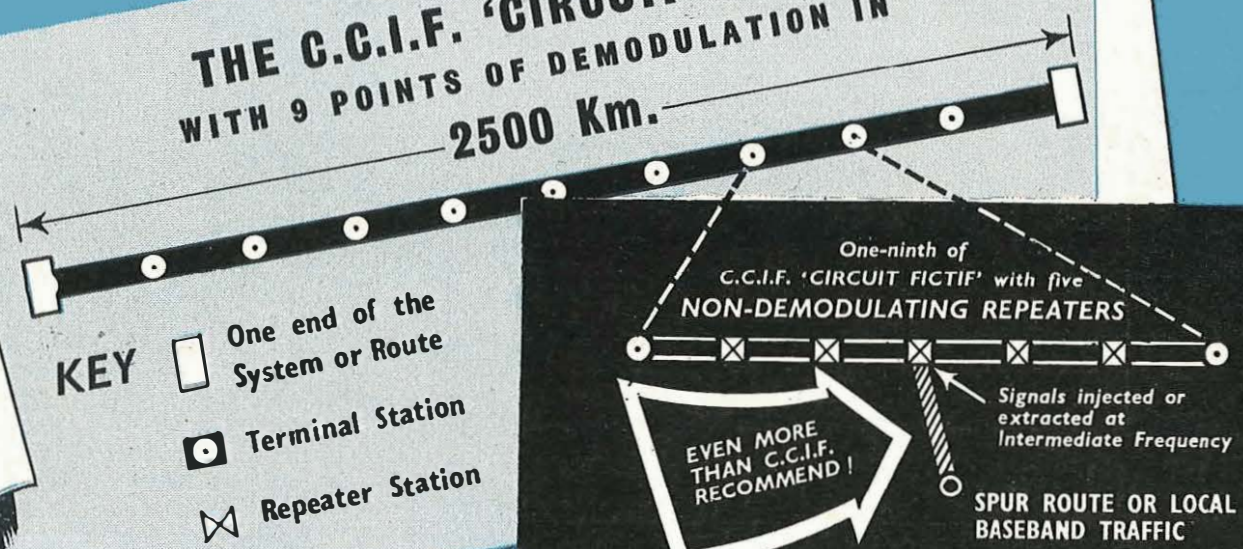 THE C.C.I.F. 'CIRCUIT
WITH 9 POINTS OF DEMODULATION IN
2500 Km.
KEY
One end of the
System or Route
Terminal Station
Repeater Station
One-ninth of
C.C.I.F. 'CIRCUIT FICTIF' with five
NON-DEMODULATING REPEATERS
EVEN MORE
THAN C.C.I.F.
RECOMMEND!
Signals injected or
extracted at
Intermediate Frequency
SPUR ROUTE OR LOCAL
BASEBAND TRAFFIC